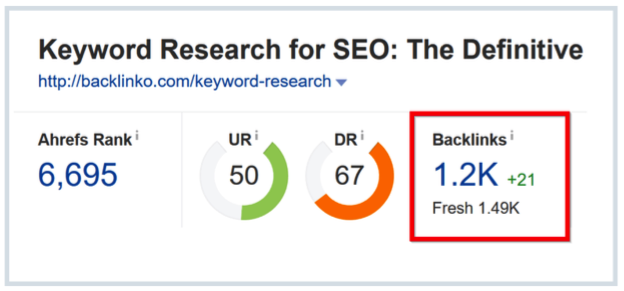 Keyword Research for SEO: The Definitive
http://backlinko.com/keyword-research
Ahrefs Rank i
6,695
UR i
50
DR i
67
Backlinks i
1.2K +21
Fresh 1.49K